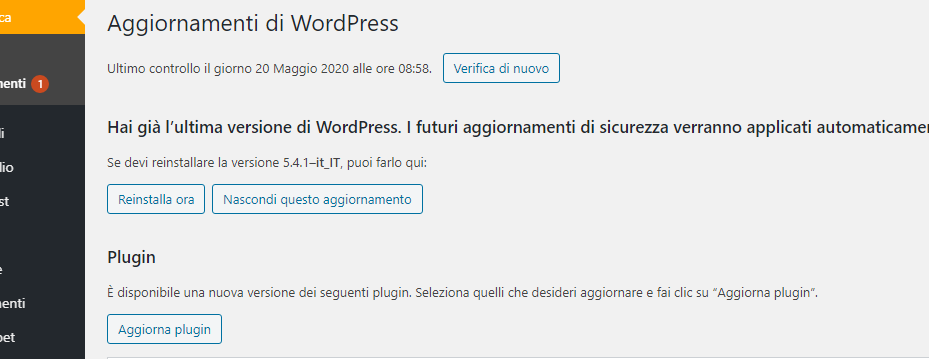 ca
Aggiornamenti di WordPress
Ultimo controllo il giorno 20 Maggio 2020 alle ore 08:58. Verifica di nuovo
nenti 1
Hai già l'ultima versione di WordPress. I futuri aggiornamenti di sicurezza verranno applicati automaticame
li
Se devi reinstallare la versione 5.4.1–it_IT, puoi farlo qui:
lio
Reinstalla ora Nascondi questo aggiornamento
st
Plugin
e
È disponibile una nuova versione dei seguenti plugin. Seleziona quelli che desideri aggiornare e fai clic su “Aggiorna plugin”.
enti
Aggiorna plugin
pet